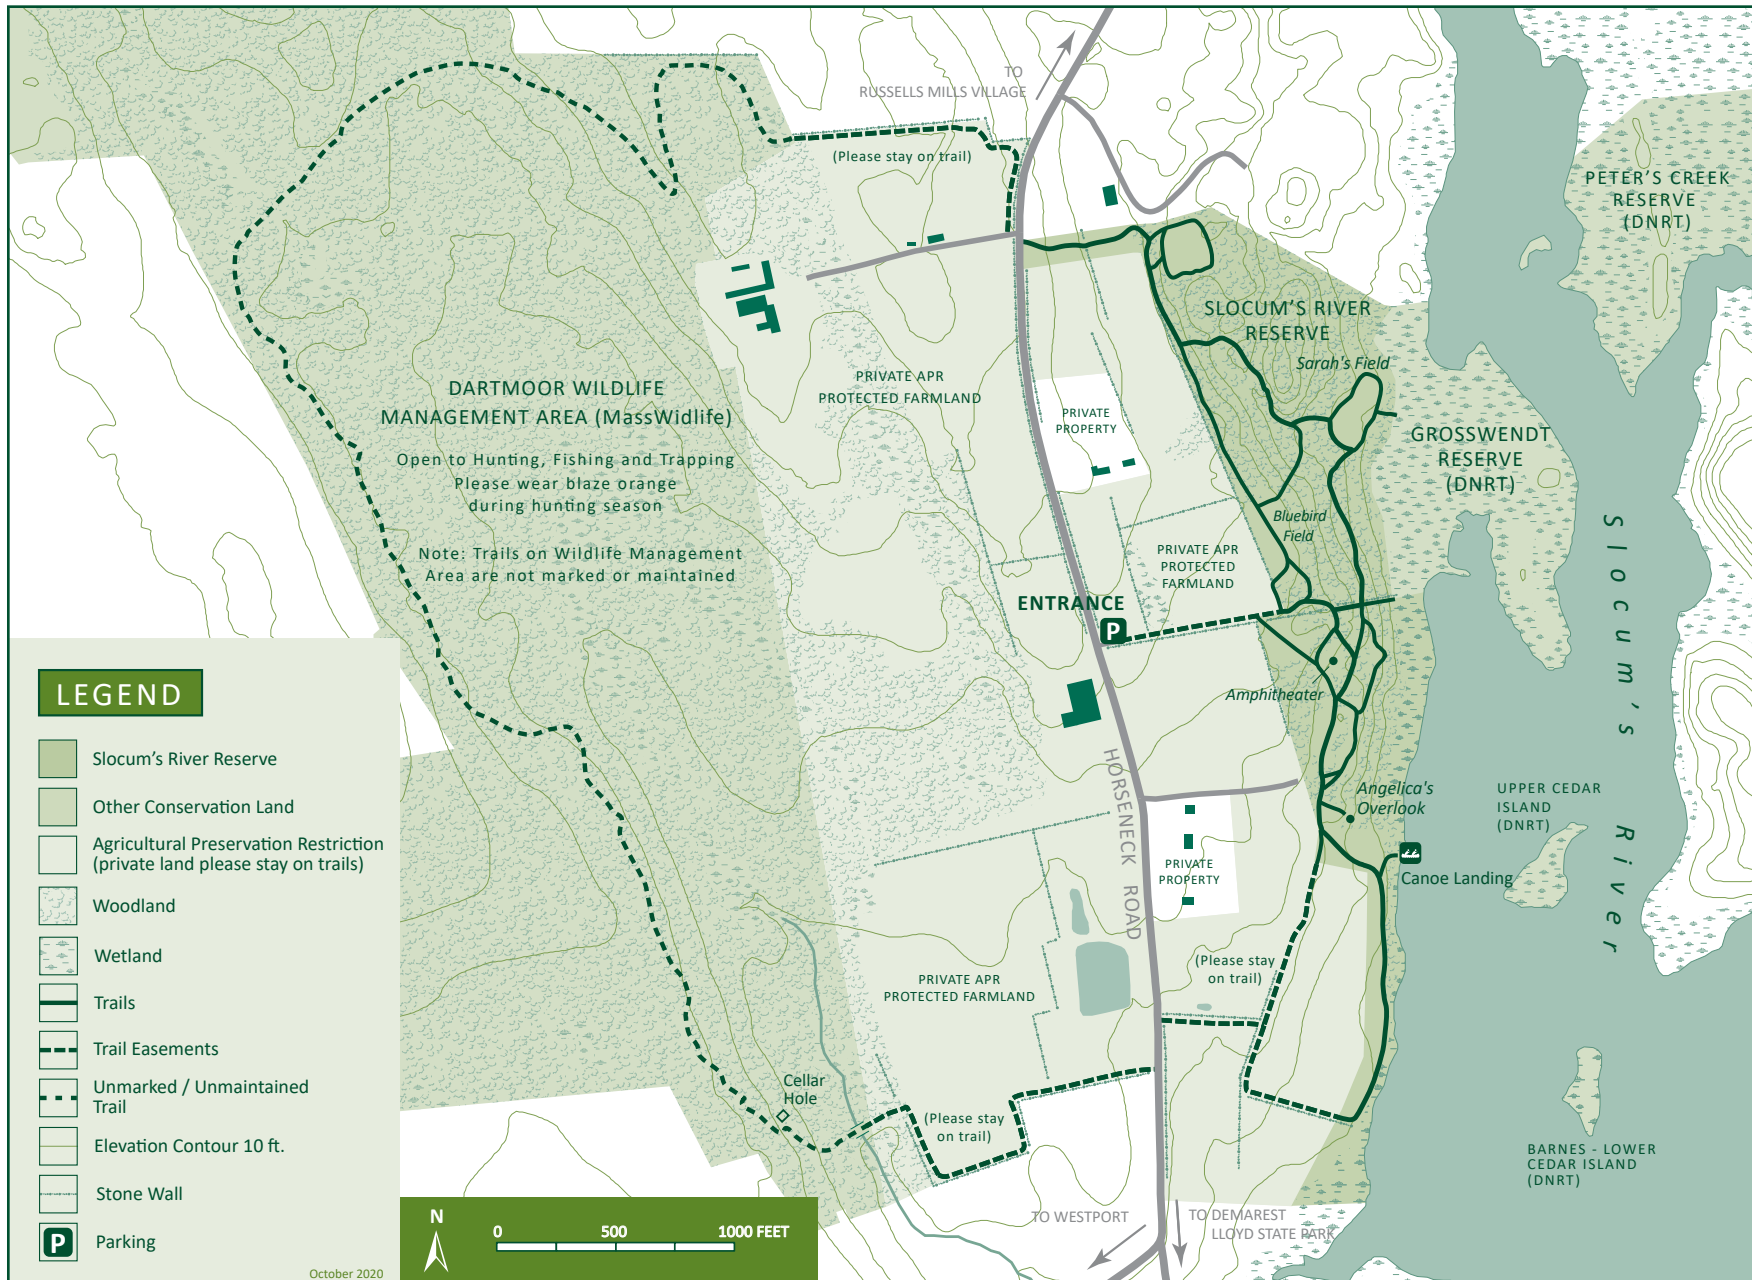 TO
RUSSELLS MILLS VILLAGE
(Please stay on trail)
PETER'S CREEK
RESERVE
(DNRT)
SLOCUM'S RIVER
RESERVE
Sarah's Field
DARTMOOR WILDLIFE
MANAGEMENT AREA (MassWidlife)
Open to Hunting, Fishing and Trapping
Please wear blaze orange
during hunting season
Note: Trails on Wildlife Management
Area are not marked or maintained
PRIVATE APR
PROTECTED FARMLAND
PRIVATE
PROPERTY
GROSSWENDT
RESERVE
(DNRT)
Bluebird
Field
PRIVATE APR
PROTECTED
FARMLAND
ENTRANCE
P
Amphitheater
Slocum's River
HORSENECK ROAD
Angelica's
Overlook
UPPER CEDAR
ISLAND
(DNRT)
PRIVATE
PROPERTY
Canoe Landing
(Please stay
on trail)
PRIVATE APR
PROTECTED FARMLAND
Cellar
Hole
(Please stay
on trail)
BARNES - LOWER
CEDAR ISLAND
(DNRT)
TO WESTPORT
TO DEMAREST
LLOYD STATE PARK
LEGEND
Slocum's River Reserve
Other Conservation Land
Agricultural Preservation Restriction
(private land please stay on trails)
Woodland
Wetland
Trails
Trail Easements
Unmarked / Unmaintained
Trail
Elevation Contour 10 ft.
Stone Wall
P Parking
October 2020
N
0 500 1000 FEET